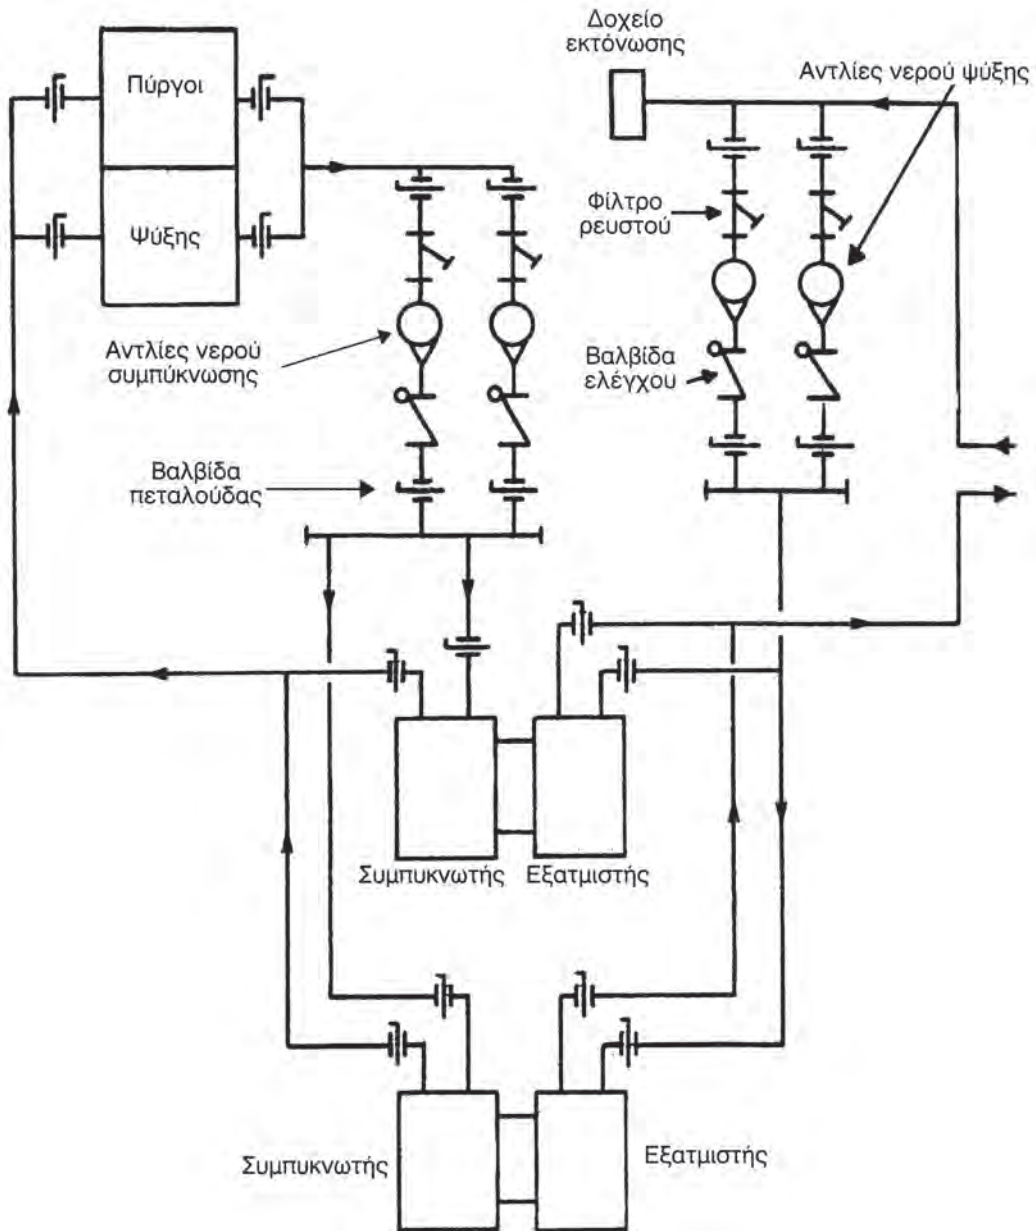 Δοχείο
εκτόνωσης
Αντλίες νερού ψύξης
Πύργοι
Ψύξης
Φίλτρο
ρευστού
Αντλίες νερού
συμπύκνωσης
Βαλβίδα
ελέγχου
Βαλβίδα
πεταλούδας
Συμπυκνωτής
Εξατμιστής
Συμπυκνωτής
Εξατμιστής